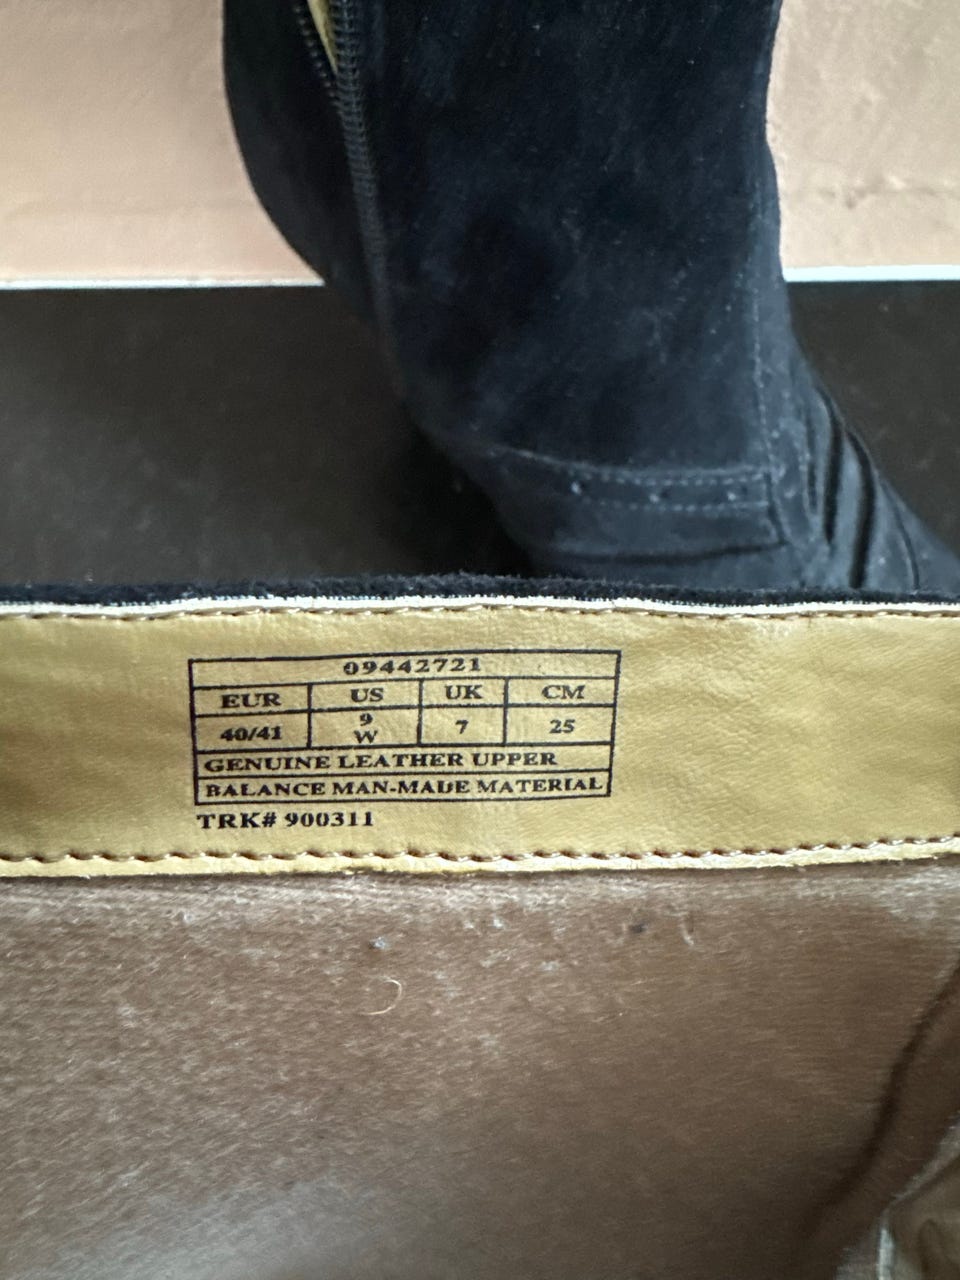 09442721
EUR US UK CM
40/41 9 W 7 25
GENUINE LEATHER UPPER
BALANCE MAN-MADE MATERIAL
TRK# 900311